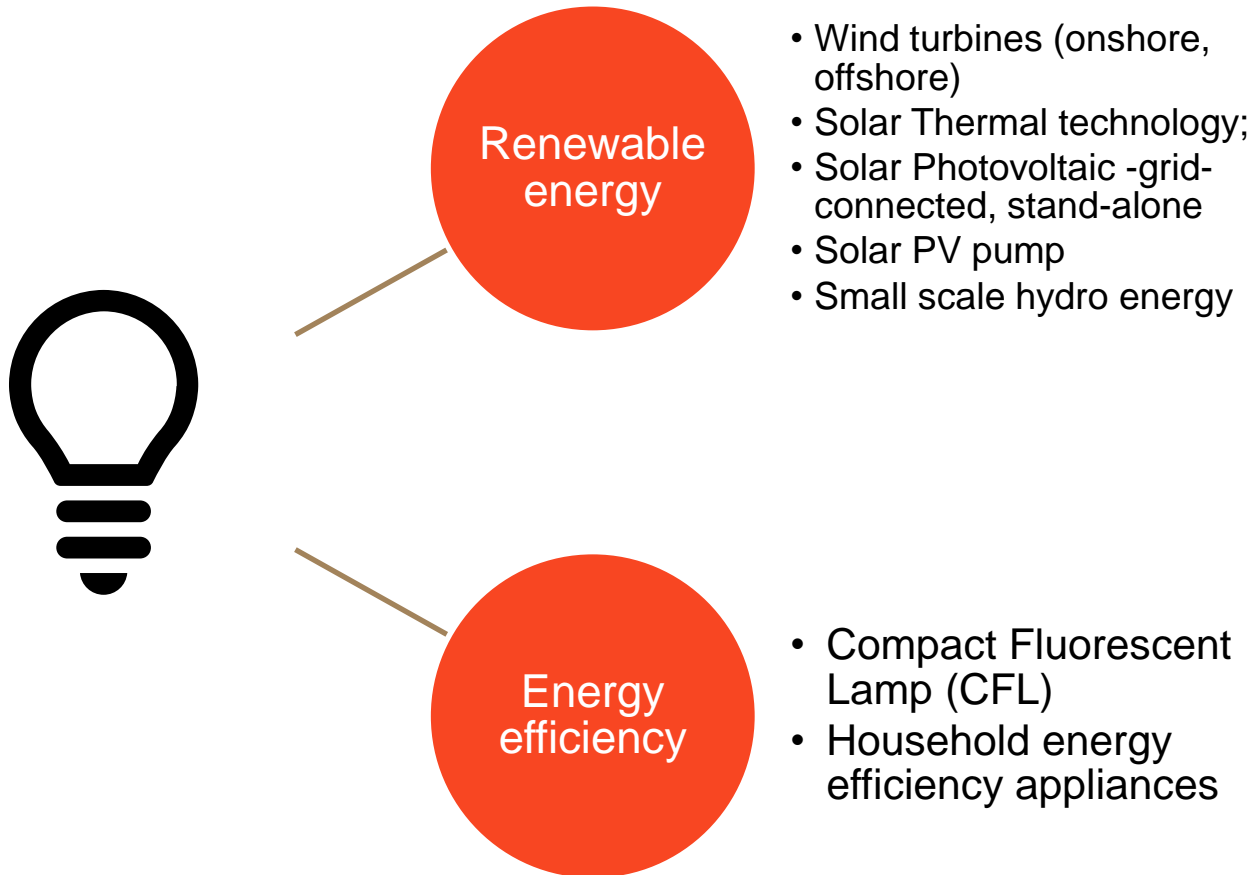 Renewable
energy
• Wind turbines (onshore,
offshore)
• Solar Thermal technology;
• Solar Photovoltaic -grid-
connected, stand-alone
• Solar PV pump
• Small scale hydro energy
Energy
efficiency
• Compact Fluorescent
Lamp (CFL)
• Household energy
efficiency appliances